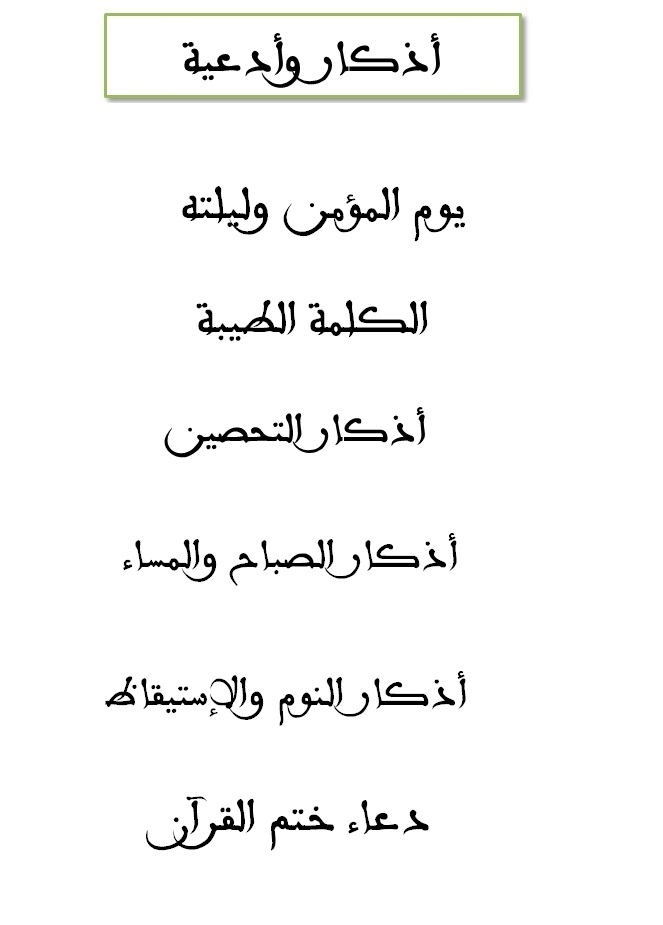 أذكار وأدعية
يوم المؤمن وليلته
الكلمة الطيبة
أذكار التحصين
أذكار الصباح والمساء
أذكار النوم والإستيقاظ
دعاء ختم القرآن